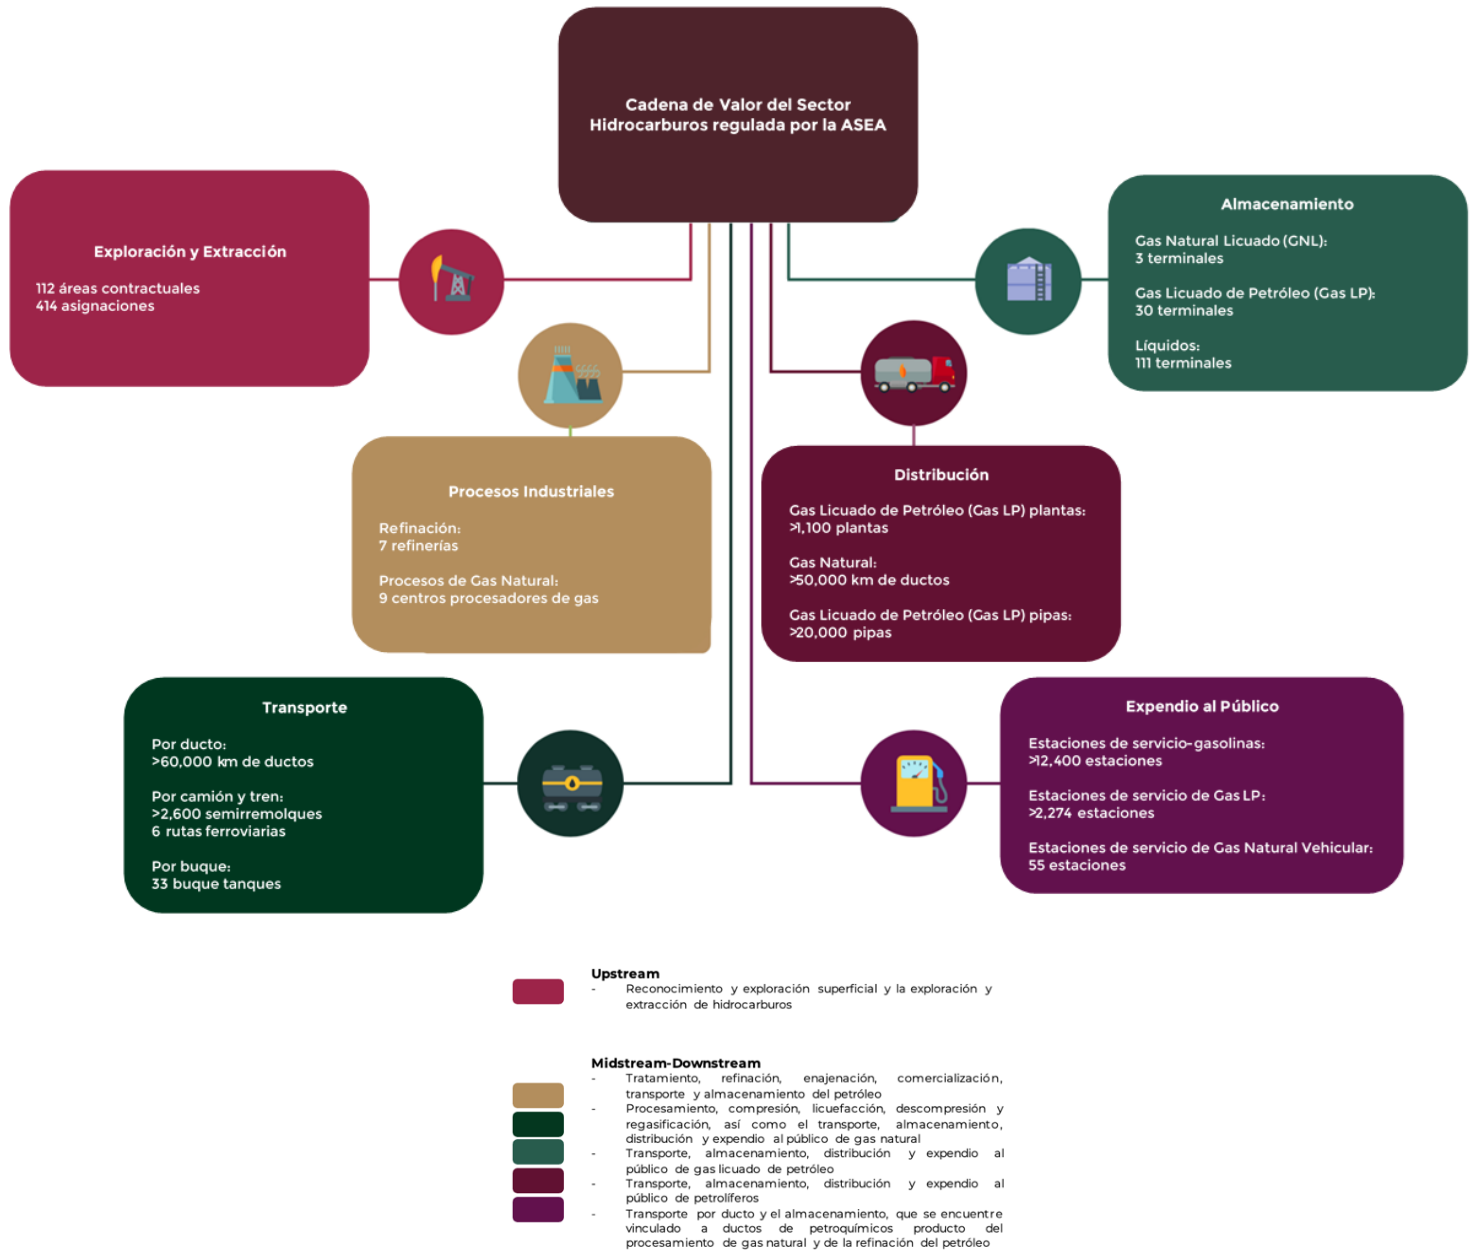 Cadena de Valor del Sector
Hidrocarburos regulada por la ASEA
Exploración y Extracción
112 áreas contractuales
414 asignaciones
Almacenamiento
Gas Natural Licuado (GNL):
3 terminales
Gas Licuado de Petróleo (Gas LP):
30 terminales
Líquidos:
111 terminales
Procesos Industriales
Refinación:
7 refinerías
Procesos de Gas Natural:
9 centros procesadores de gas
Distribución
Gas Licuado de Petróleo (Gas LP) plantas:
>1,100 plantas
Gas Natural:
>50,000 km de ductos
Gas Licuado de Petróleo (Gas LP) pipas:
>20,000 pipas
Transporte
Por ducto:
>60,000 km de ductos
Por camión y tren:
>2,600 semirremolques
6 rutas ferroviarias
Por buque:
33 buque tanques
Expendio al Público
Estaciones de servicio-gasolinas:
>12,400 estaciones
Estaciones de servicio de Gas LP:
>2,274 estaciones
Estaciones de servicio de Gas Natural Vehicular:
55 estaciones
Upstream
- Reconocimiento y exploración superficial y la exploración y
extracción de hidrocarburos
Midstream-Downstream
- Tratamiento, refinación, enajenación, comercialización,
transporte y almacenamiento del petróleo
- Procesamiento, compresión, licuefacción, descompresión y
regasificación, así como el transporte, almacenamiento,
distribución y expendio al público de gas natural
- Transporte, almacenamiento, distribución y expendio al
público de gas licuado de petróleo
- Transporte, almacenamiento, distribución y expendio al
público de petrolíferos
- Transporte por ducto y el almacenamiento, que se encuentre
vinculado a ductos de petroquímicos producto del
procesamiento de gas natural y de la refinación del petróleo